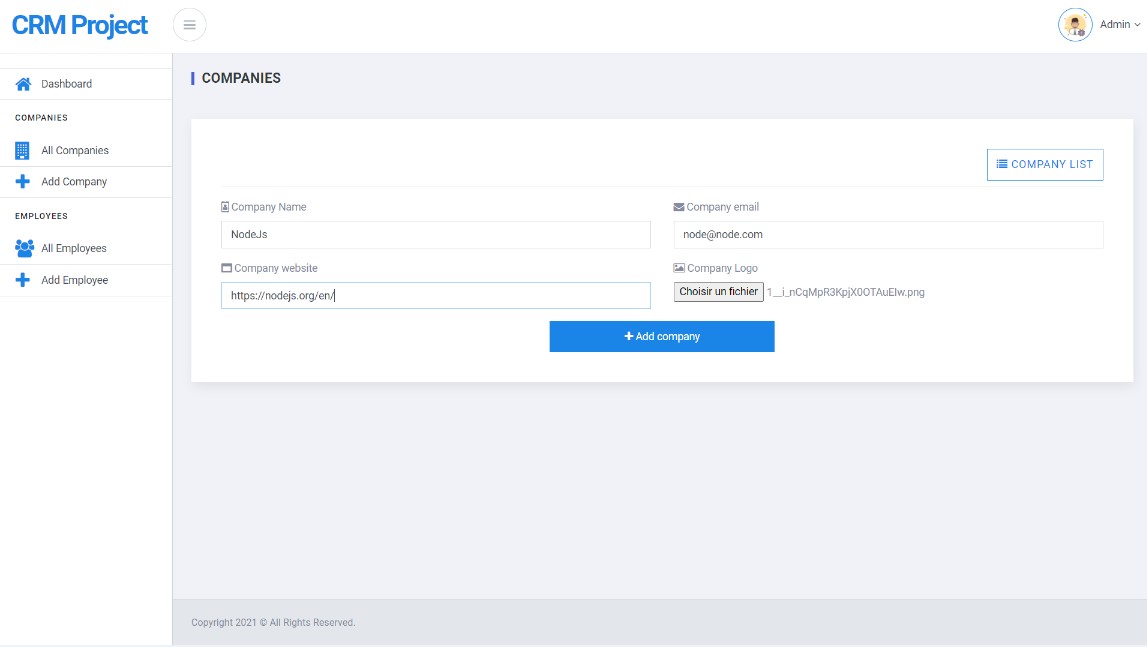 CRM Project
Admin
Dashboard
COMPANIES
All Companies
Add Company
EMPLOYEES
All Employees
Add Employee
COMPANIES
COMPANY LIST
Company Name
Company email
NodeJs
node@node.com
Company website
Company Logo
https://nodejs.org/en/
Choisir un fichier 1__i_nCqMpR3KpjX0OTAuEIw.png
Add company
Copyright 2021 © All Rights Reserved.